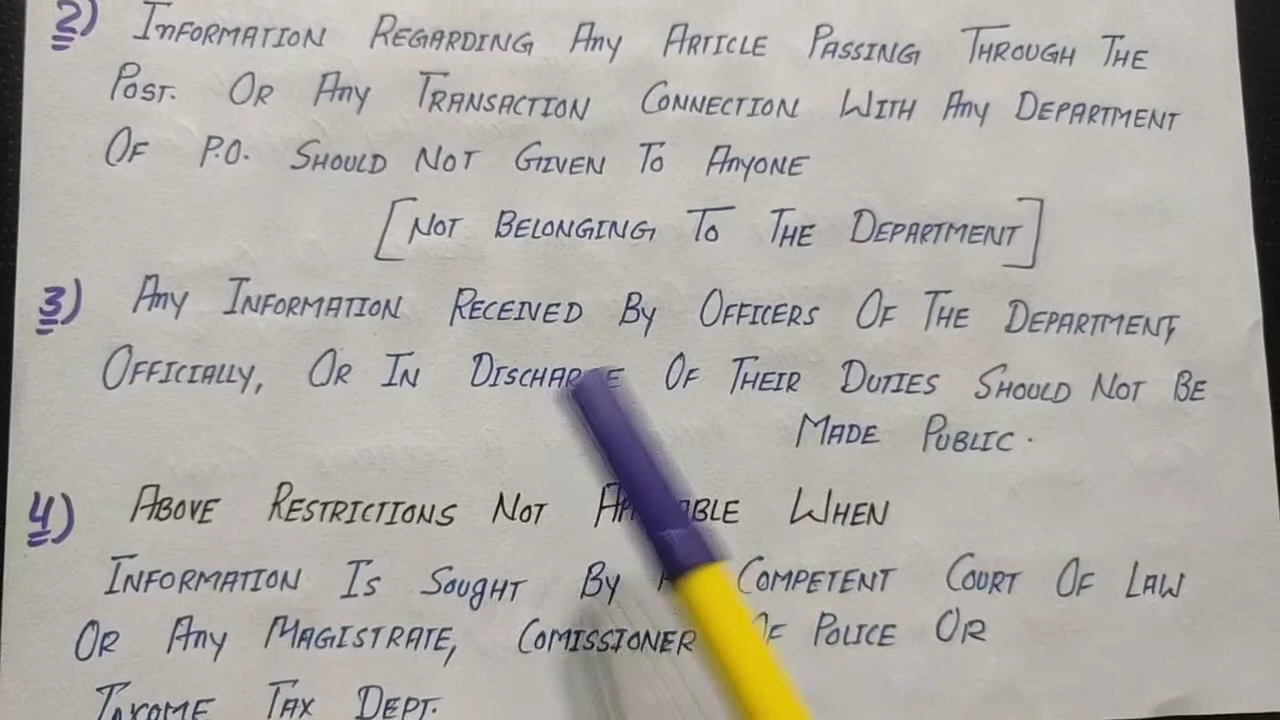 2) Information Regarding Any Article Passing Through The
Post. Or Any Transaction Connection With Any Department
Of P.O. Should Not Given To Anyone
[Not Belonging To The Department]
3) Any Information Received By Officers Of The Department,
Officially, Or In Discharge Of Their Duties Should Not Be
Made Public.
4) Above Restrictions Not When
Information Is Sought By Competent Court Of Law
Or Any Magistrate, Comissioner Of Police Or
Income Tax Dept.